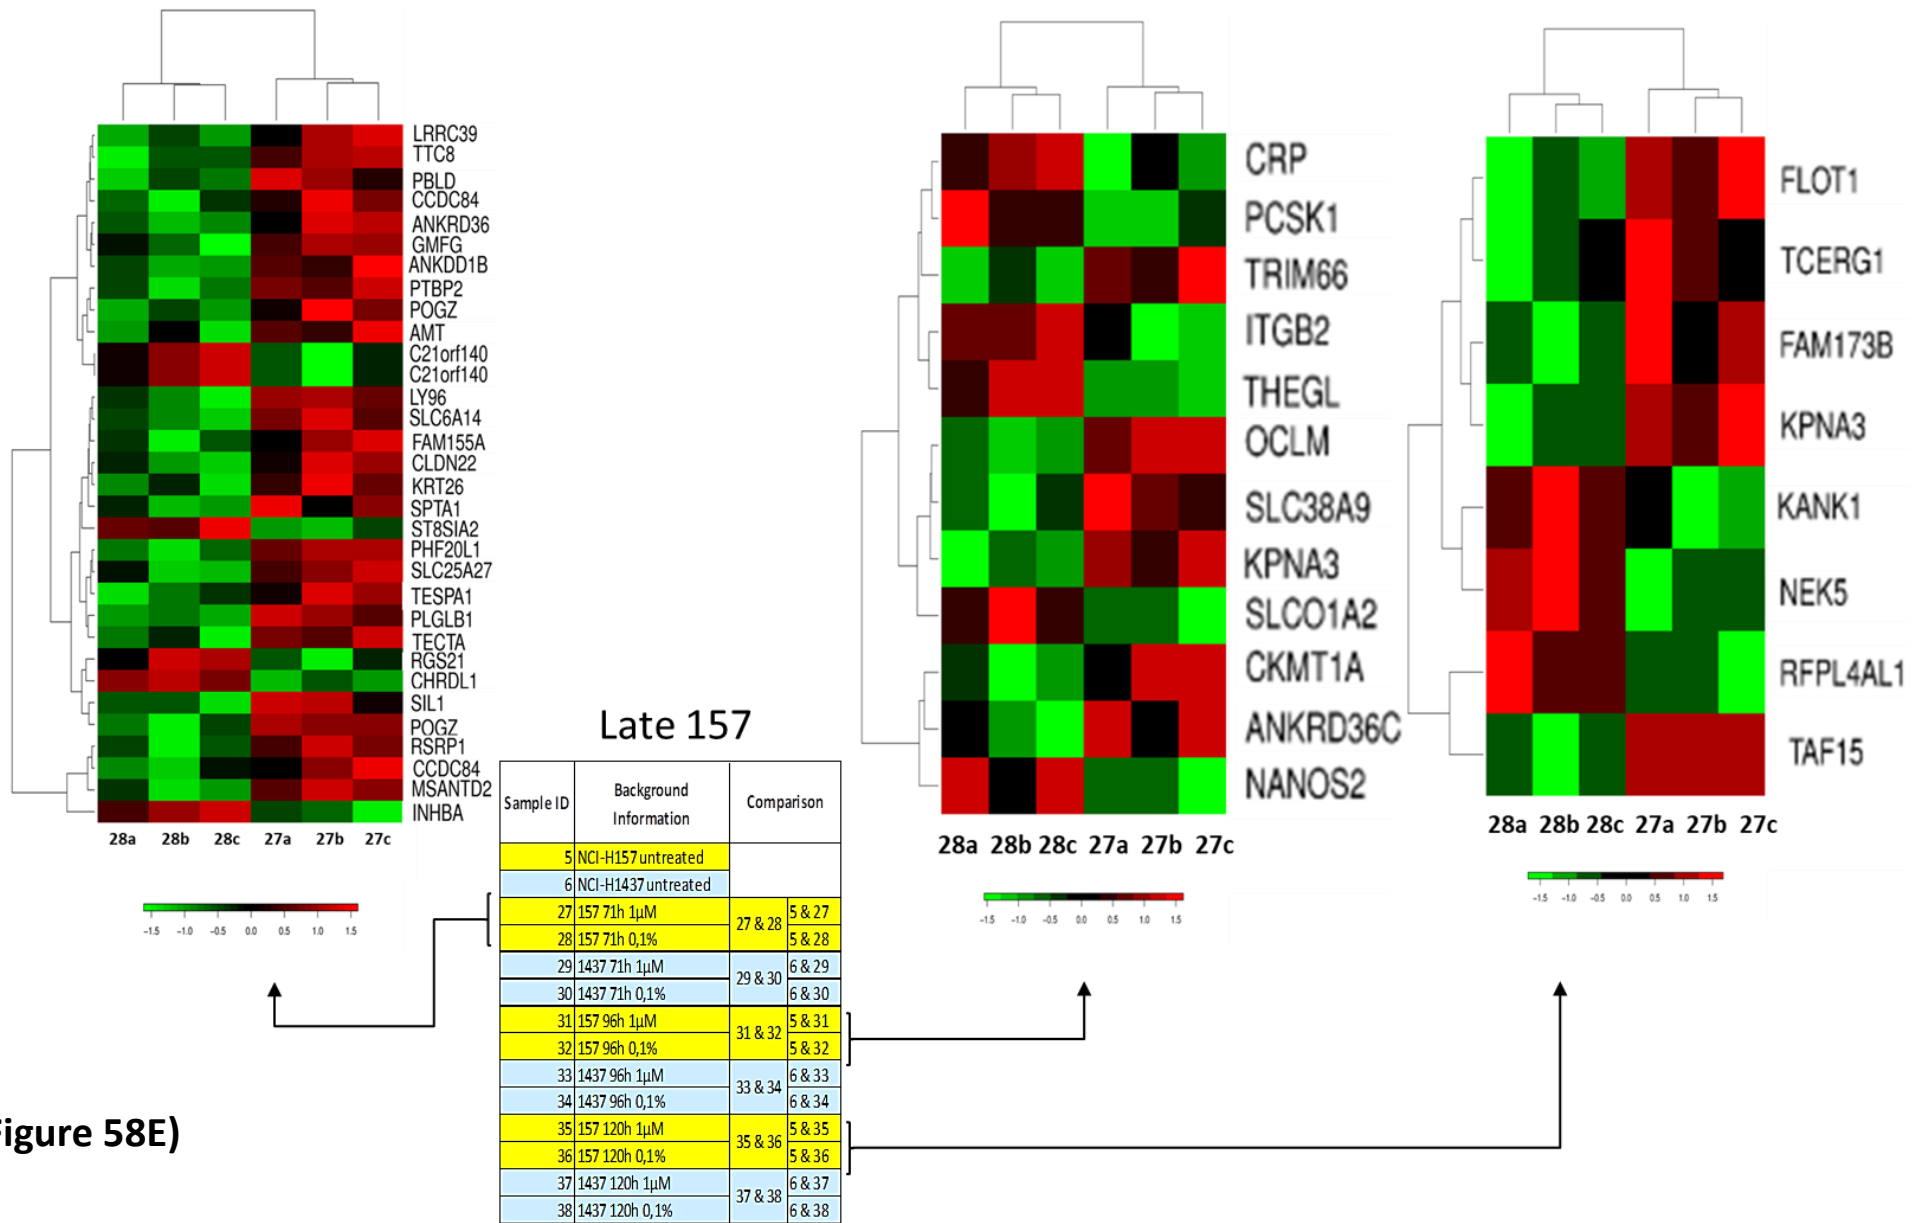 LRRC39
TTC8
PBLD
CCDC84
ANKRD36
GMFG
ANKDD1B
PTBP2
POGZ
AMT
C21orf140
C21orf140
LY96
SLC6A14
FAM155A
CLDN22
KRT26
SPTA1
ST8SIA2
PHF20L1
SLC25A27
TESPA1
PLGLB1
TECTA
RGS21
CHRDL1
SIL1
POGZ
RSRP1
CCDC84
MSANTD2
INHBA
28a 28b 28c 27a 27b 27c
-1.5 -1.0 -0.5 0.0 0.5 1.0 1.5
CRP
PCSK1
TRIM66
ITGB2
THEGL
OCLM
SLC38A9
KPNA3
SLCO1A2
CKMT1A
ANKRD36C
NANOS2
28a 28b 28c 27a 27b 27c
-1.5 -1.0 -0.5 0.0 0.5 1.0 1.5
FLOT1
TCERG1
FAM173B
KPNA3
KANK1
NEK5
RFPL4AL1
TAF15
28a 28b 28c 27a 27b 27c
-1.5 -1.0 -0.5 0.0 0.5 1.0 1.5
Late 157
Sample ID Background Information Comparison
5 NCI-H157 untreated
6 NCI-H1437 untreated
27 157 71h 1µM 27 & 28 5 & 27
28 157 71h 0,1% 5 & 28
29 1437 71h 1µM 29 & 30 6 & 29
30 1437 71h 0,1% 6 & 30
31 157 96h 1µM 31 & 32 5 & 31
32 157 96h 0,1% 5 & 32
33 1437 96h 1µM 33 & 34 6 & 33
34 1437 96h 0,1% 6 & 34
35 157 120h 1µM 35 & 36 5 & 35
36 157 120h 0,1% 5 & 36
37 1437 120h 1µM 37 & 38 6 & 37
38 1437 120h 0,1% 6 & 38
igure 58E)